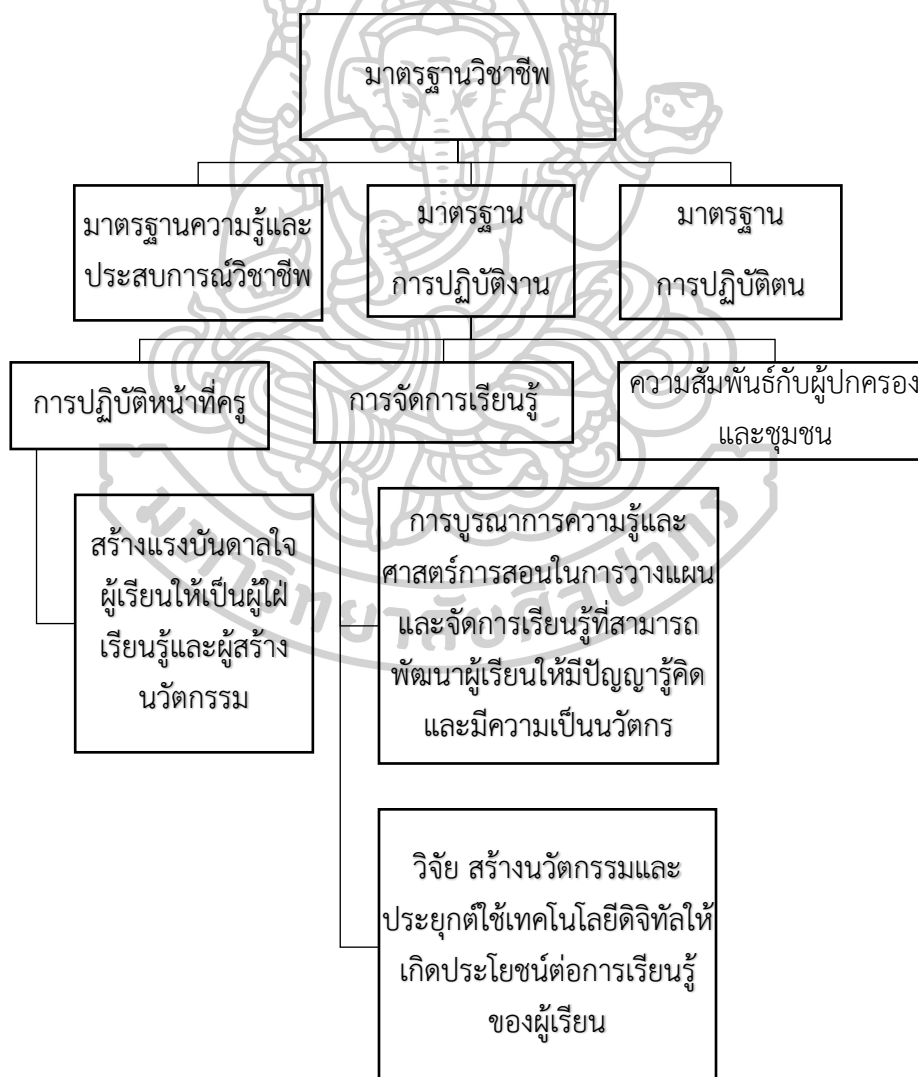 มาตรฐานวิชาชีพ
มาตรฐานความรู้และ
ประสบการณ์วิชาชีพ
มาตรฐาน
การปฏิบัติงาน
มาตรฐาน
การปฏิบัติตน
การปฏิบัติหน้าที่ครู
การจัดการเรียนรู้
ความสัมพันธ์กับผู้ปกครอง
และชุมชน
สร้างแรงบันดาลใจ
ผู้เรียนให้เป็นผู้ใฝ่
เรียนรู้และผู้สร้าง
นวัตกรรม
การบูรณาการความรู้และ
ศาสตร์การสอนในการวางแผน
และจัดการเรียนรู้ที่สามารถ
พัฒนาผู้เรียนให้มีปัญญารู้คิด
และมีความเป็นนวัตกร
วิจัย สร้างนวัตกรรมและ
ประยุกต์ใช้เทคโนโลยีดิจิทัลให้
เกิดประโยชน์ต่อการเรียนรู้
ของผู้เรียน
มหาวิทยาลัยศิลปากร